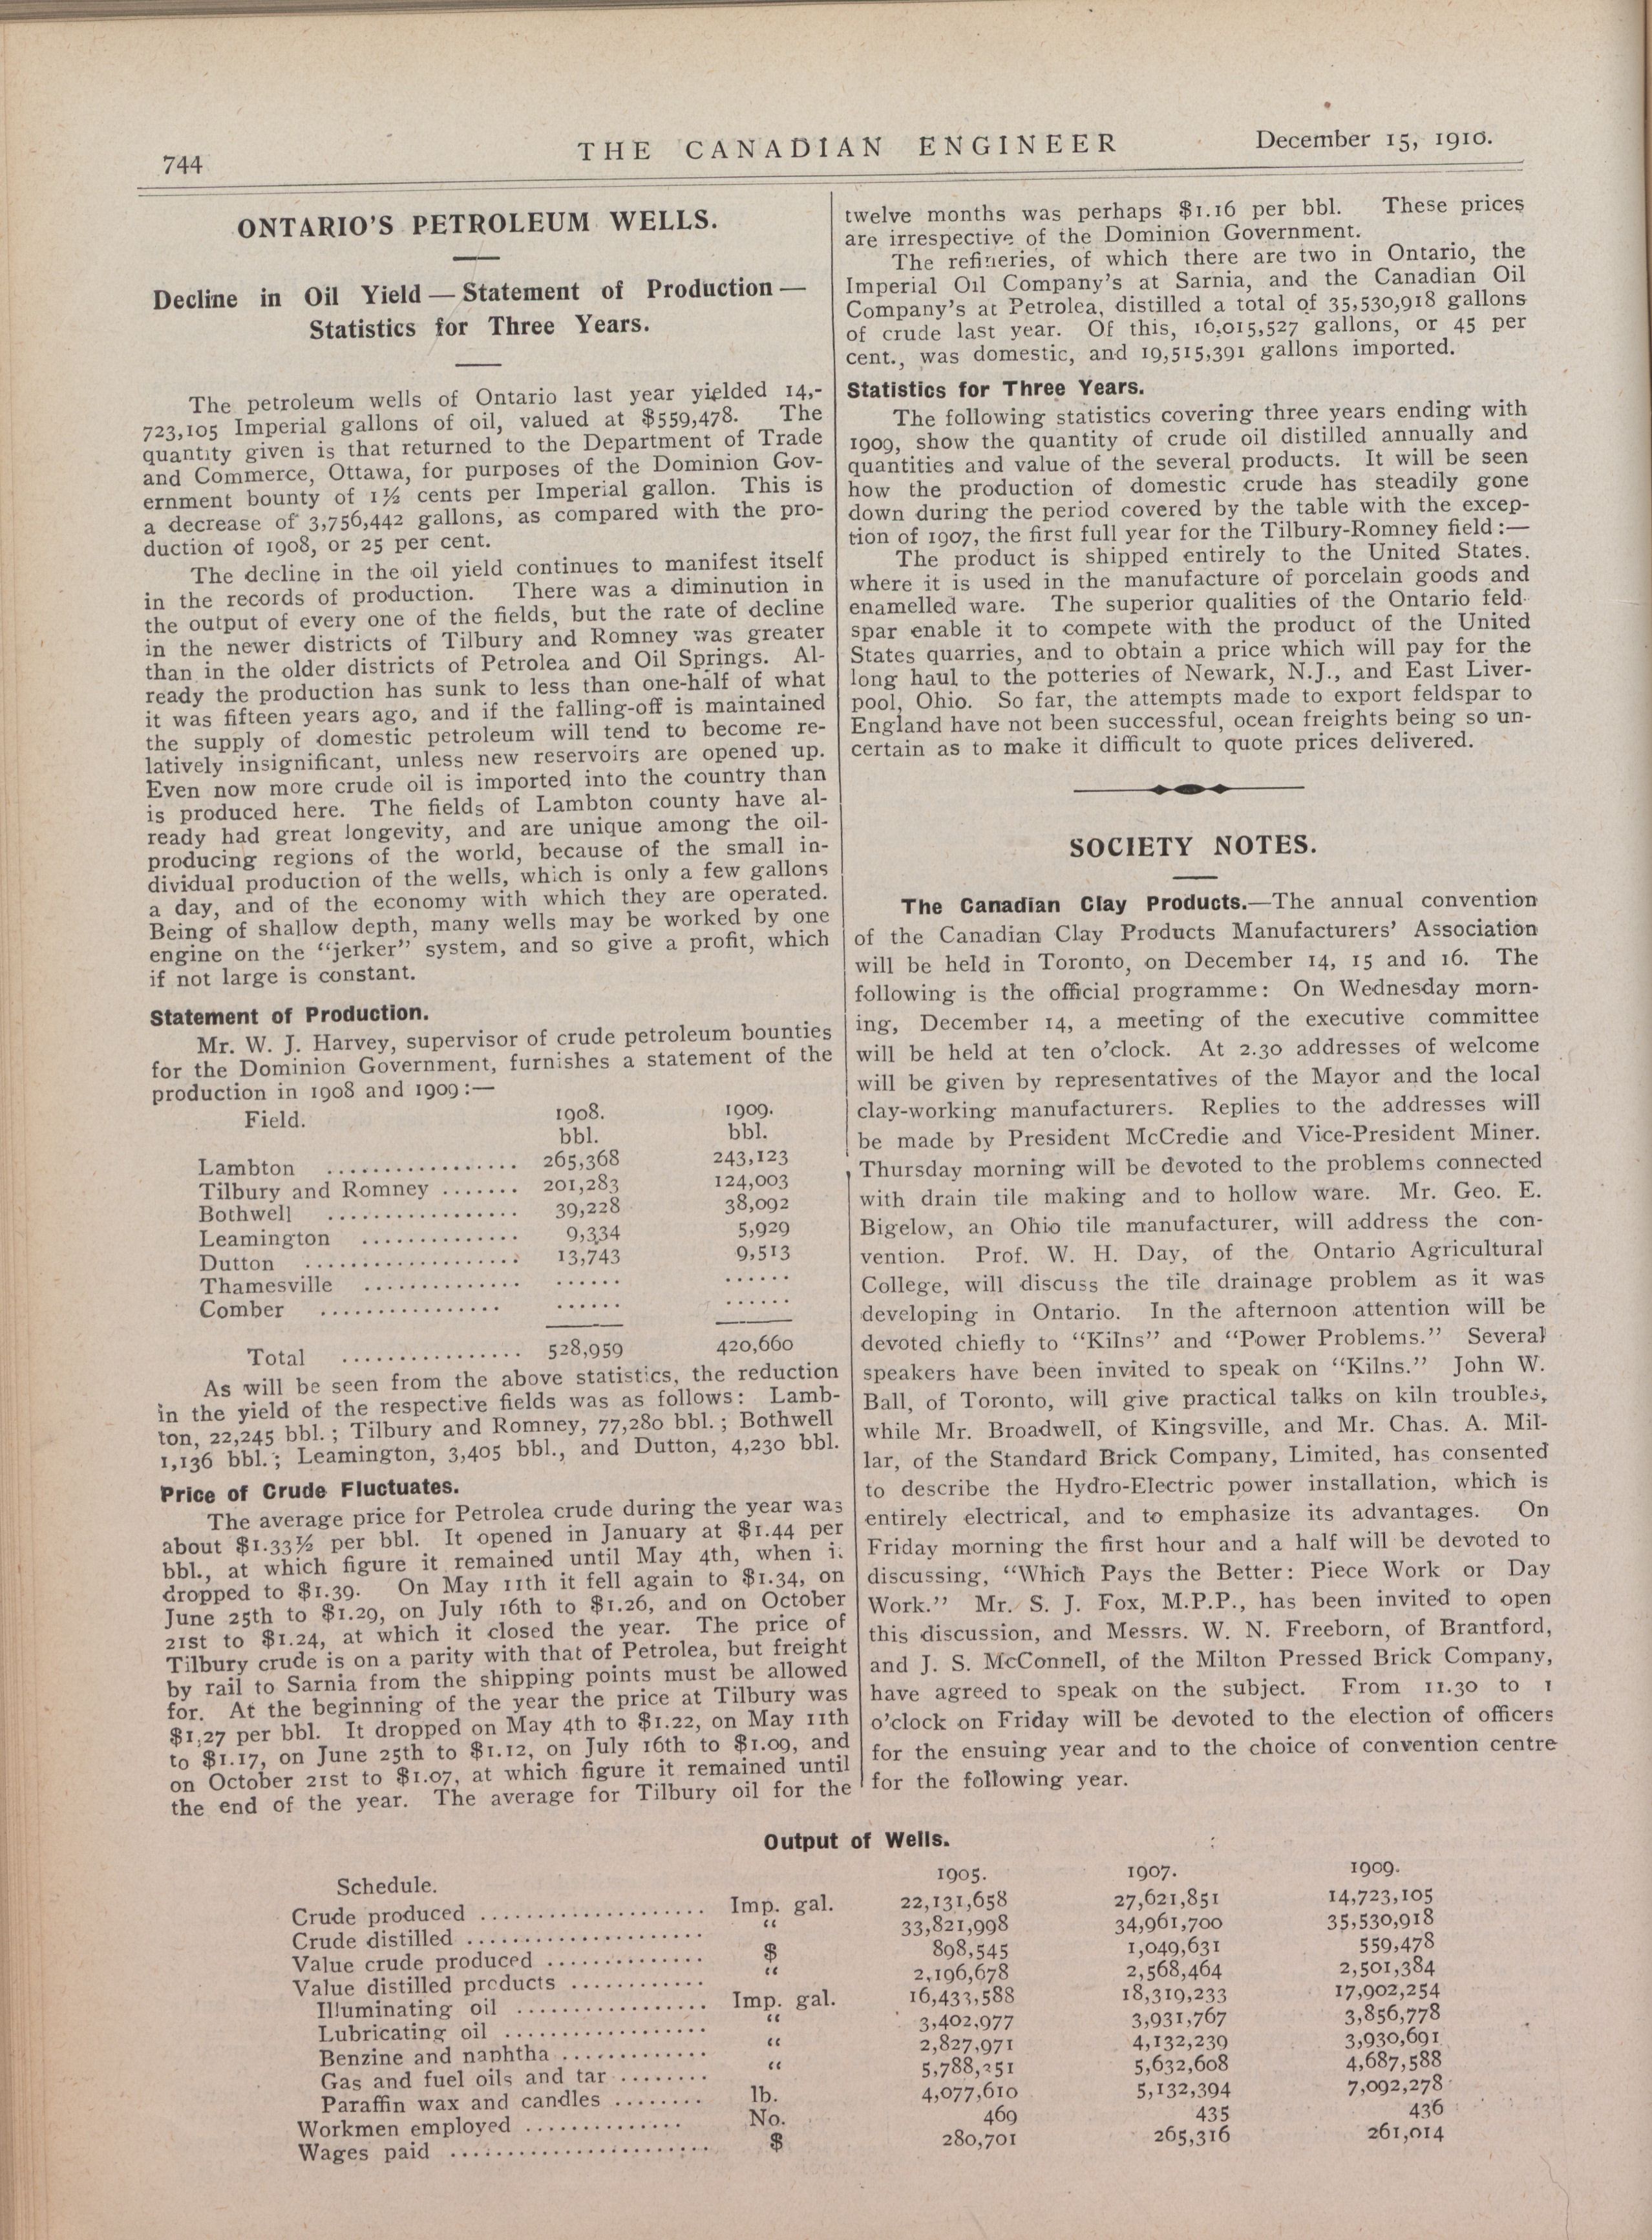 744
THE CANADIAN ENGINEER
December 15, 1910.
ONTARIO'S PETROLEUM WELLS.
Decline in Oil Yield — Statement of Production —
Statistics for Three Years.
The petroleum wells of Ontario last year yielded 14,-
723,105 Imperial gallons of oil, valued at $559,478. The
quantity given is that returned to the Department of Trade
and Commerce, Ottawa, for purposes of the Dominion Gov-
ernment bounty of 1½ cents per Imperial gallon. This is
a decrease of 3,756,442 gallons, as compared with the pro-
duction of 1908, or 25 per cent.
The decline in the oil yield continues to manifest itself
in the records of production. There was a diminution in
the output of every one of the fields, but the rate of decline
in the newer districts of Tilbury and Romney was greater
than in the older districts of Petrolea and Oil Springs. Al-
ready the production has sunk to less than one-half of what
it was fifteen years ago, and if the falling-off is maintained
the supply of domestic petroleum will tend to become re-
latively insignificant, unless new reservoirs are opened up.
Even now more crude oil is imported into the country than
is produced here. The fields of Lambton county have al-
ready had great longevity, and are unique among the oil-
producing regions of the world, because of the small in-
dividual production of the wells, which is only a few gallons
a day, and of the economy with which they are operated.
Being of shallow depth, many wells may be worked by one
engine on the "jerker" system, and so give a profit, which
if not large is constant.
Statement of Production.
Mr. W. J. Harvey, supervisor of crude petroleum bounties
for the Dominion Government, furnishes a statement of the
production in 1908 and 1909:—
Field. 1908. 1909.
bbl. bbl.
Lambton ................. 265,368 243,123
Tilbury and Romney ....... 201,283 124,003
Bothwell ................. 39,228 38,092
Leamington .............. 9,334 5,929
Dutton ................... 13,743 9,513
Thamesville .............. ...... ......
Comber ................ ...... ......
Total ................ 528,959 420,660
As will be seen from the above statistics, the reduction
in the yield of the respective fields was as follows: Lamb-
ton, 22,245 bbl.; Tilbury and Romney, 77,280 bbl.; Bothwell
1,136 bbl.; Leamington, 3,405 bbl., and Dutton, 4,230 bbl.
Price of Crude Fluctuates.
The average price for Petrolea crude during the year was
about $1.33½ per bbl. It opened in January at $1.44 per
bbl., at which figure it remained until May 4th, when i.
dropped to $1.39. On May 11th it fell again to $1.34, on
June 25th to $1.29, on July 16th to $1.26, and on October
21st to $1.24, at which it closed the year. The price of
Tilbury crude is on a parity with that of Petrolea, but freight
by rail to Sarnia from the shipping points must be allowed
for. At the beginning of the year the price at Tilbury was
$1.27 per bbl. It dropped on May 4th to $1.22, on May 11th
to $1.17, on June 25th to $1.12, on July 16th to $1.09, and
on October 21st to $1.07, at which figure it remained until
the end of the year. The average for Tilbury oil for the
twelve months was perhaps $1.16 per bbl. These prices
are irrespective of the Dominion Government.
The refineries, of which there are two in Ontario, the
Imperial Oil Company's at Sarnia, and the Canadian Oil
Company's at Petrolea, distilled a total of 35,530,918 gallons
of crude last year. Of this, 16,015,527 gallons, or 45 per
cent., was domestic, and 19,515,391 gallons imported.
Statistics for Three Years.
The following statistics covering three years ending with
1909, show the quantity of crude oil distilled annually and
quantities and value of the several products. It will be seen
how the production of domestic crude has steadily gone
down during the period covered by the table with the excep-
tion of 1907, the first full year for the Tilbury-Romney field:—
The product is shipped entirely to the United States.
where it is used in the manufacture of porcelain goods and
enamelled ware. The superior qualities of the Ontario feld-
spar enable it to compete with the product of the United
States quarries, and to obtain a price which will pay for the
long haul to the potteries of Newark, N.J., and East Liver-
pool, Ohio. So far, the attempts made to export feldspar to
England have not been successful, ocean freights being so un-
certain as to make it difficult to quote prices delivered.
SOCIETY NOTES.
The Canadian Clay Products.—The annual convention
of the Canadian Clay Products Manufacturers' Association
will be held in Toronto, on December 14, 15 and 16. The
following is the official programme: On Wednesday morn-
ing, December 14, a meeting of the executive committee
will be held at ten o'clock. At 2.30 addresses of welcome
will be given by representatives of the Mayor and the local
clay-working manufacturers. Replies to the addresses will
be made by President McCredie and Vice-President Miner.
Thursday morning will be devoted to the problems connected
with drain tile making and to hollow ware. Mr. Geo. E.
Bigelow, an Ohio tile manufacturer, will address the con-
vention. Prof. W. H. Day, of the Ontario Agricultural
College, will discuss the tile drainage problem as it was
developing in Ontario. In the afternoon attention will be
devoted chiefly to "Kilns" and "Power Problems." Several
speakers have been invited to speak on "Kilns." John W.
Ball, of Toronto, will give practical talks on kiln troubles,
while Mr. Broadwell, of Kingsville, and Mr. Chas. A. Mil-
lar, of the Standard Brick Company, Limited, has consented
to describe the Hydro-Electric power installation, which is
entirely electrical, and to emphasize its advantages. On
Friday morning the first hour and a half will be devoted to
discussing, "Which Pays the Better: Piece Work or Day
Work." Mr. S. J. Fox, M.P.P., has been invited to open
this discussion, and Messrs. W. N. Freeborn, of Brantford,
and J. S. McConnell, of the Milton Pressed Brick Company,
have agreed to speak on the subject. From 11.30 to 1
o'clock on Friday will be devoted to the election of officers
for the ensuing year and to the choice of convention centre
for the following year.
Output of Wells.
Schedule. 1905. 1907. 1909.
Crude produced .................... Imp. gal. 22,131,658 27,621,851 14,723,105
Crude distilled ..................... " 33,821,998 34,961,700 35,530,918
Value crude produced .............. $ 898,545 1,049,631 559,478
Value distilled products ............ " 2,196,678 2,568,464 2,501,384
Illuminating oil ................. Imp. gal. 16,433,588 18,319,233 17,902,254
Lubricating oil .................. " 3,402,977 3,931,767 3,856,778
Benzine and naphtha ............. " 2,827,971 4,132,239 3,930,691
Gas and fuel oils and tar ........ " 5,788,251 5,632,608 4,687,588
Paraffin wax and candles ........ lb. 4,077,610 5,132,394 7,092,278
Workmen employed .............. No. 469 435 436
Wages paid ....................... $ 280,701 265,316 261,014